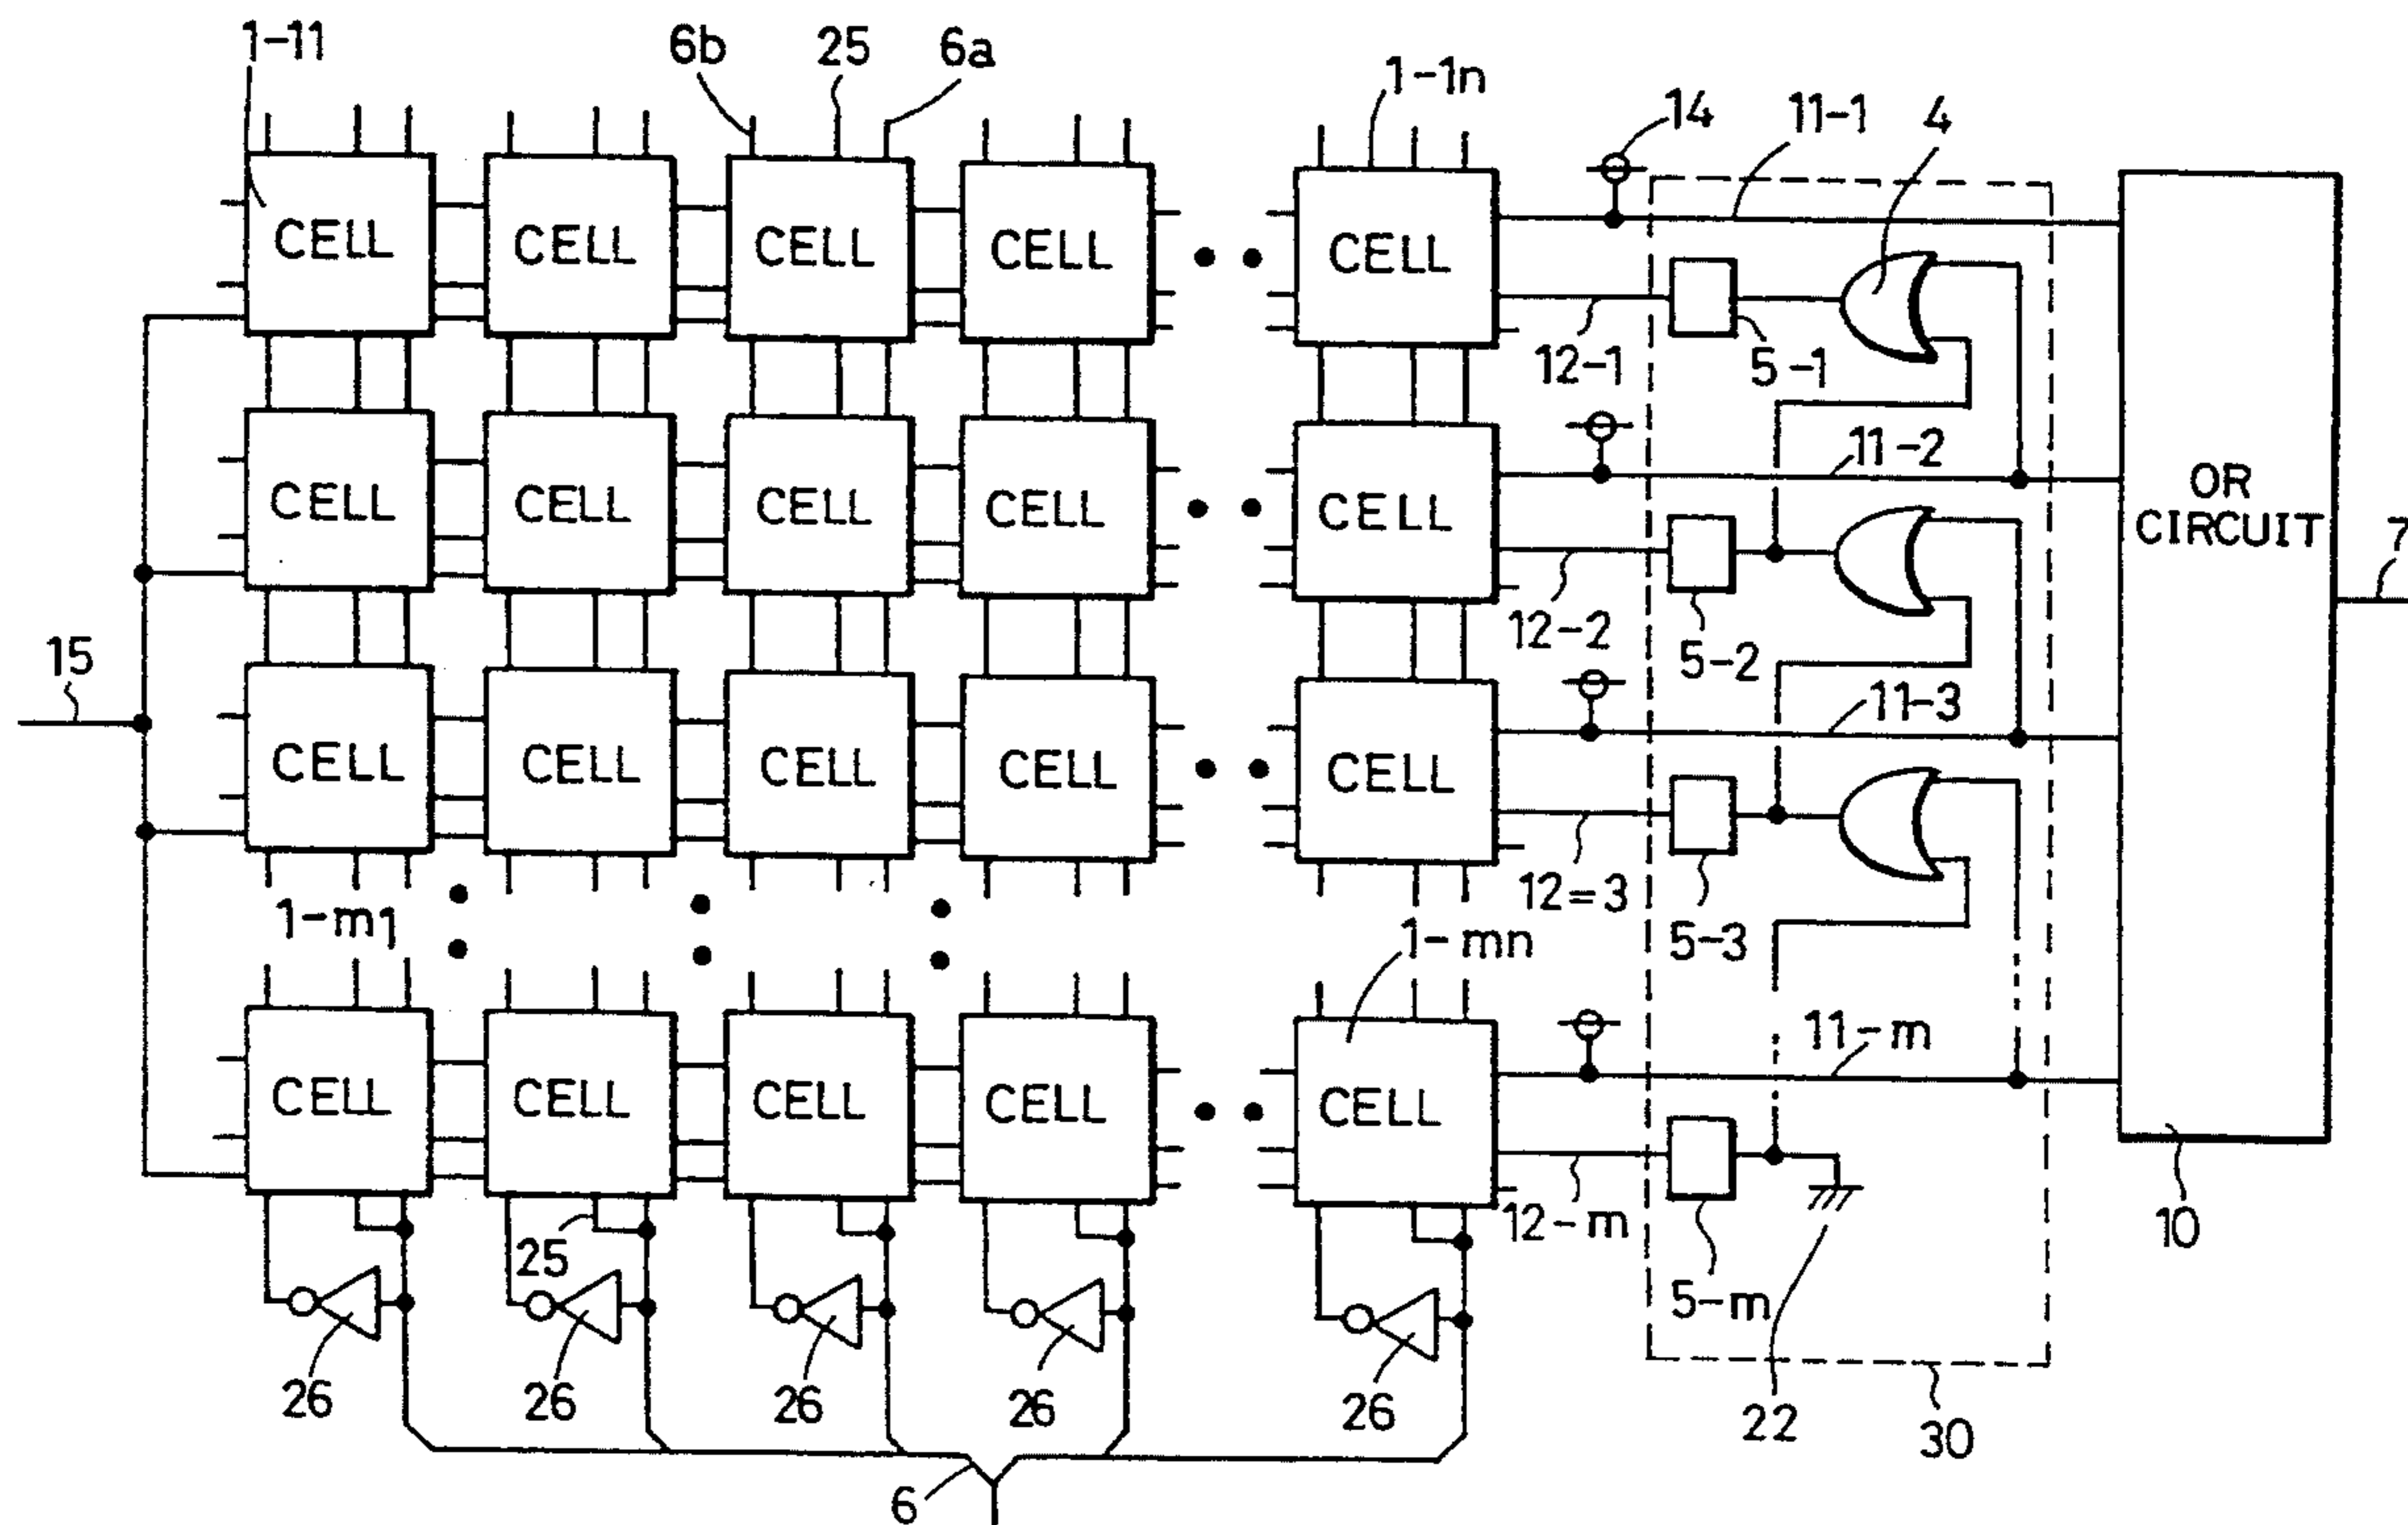 1-11
6b
25
6a
1-1n
14
11-1
4
CELL CELL CELL CELL CELL
12-1
5-1
11-2
OR
CIRCUIT
CELL CELL CELL CELL CELL
7
12-2
5-2
15
11-3
CELL CELL CELL CELL CELL
12=3
5-3
1-m1
1-mn
11-m
CELL CELL CELL CELL CELL
12-m
10
25
5-m
26 26 26 26 26
22
30
6